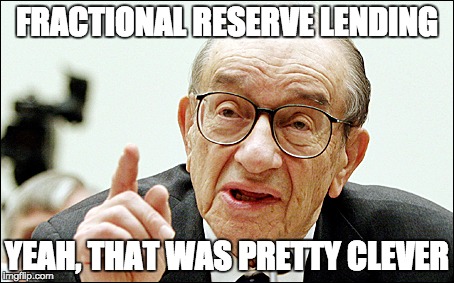 FRACTIONAL RESERVE LENDING
YEAH, THAT WAS PRETTY CLEVER
imgflip.com